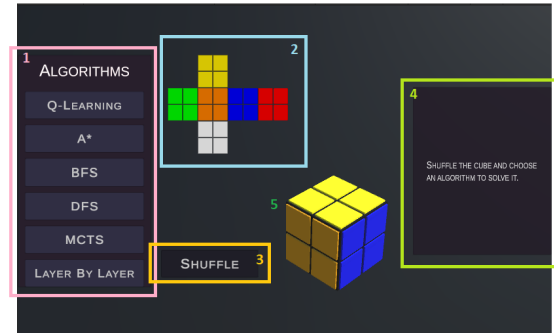 1
ALGORITHMS
Q-LEARNING
A*
BFS
DFS
MCTS
LAYER BY LAYER
2
SHUFFLE
3
4
SHUFFLE THE CUBE AND CHOOSE
AN ALGORITHM TO SOLVE IT.
5